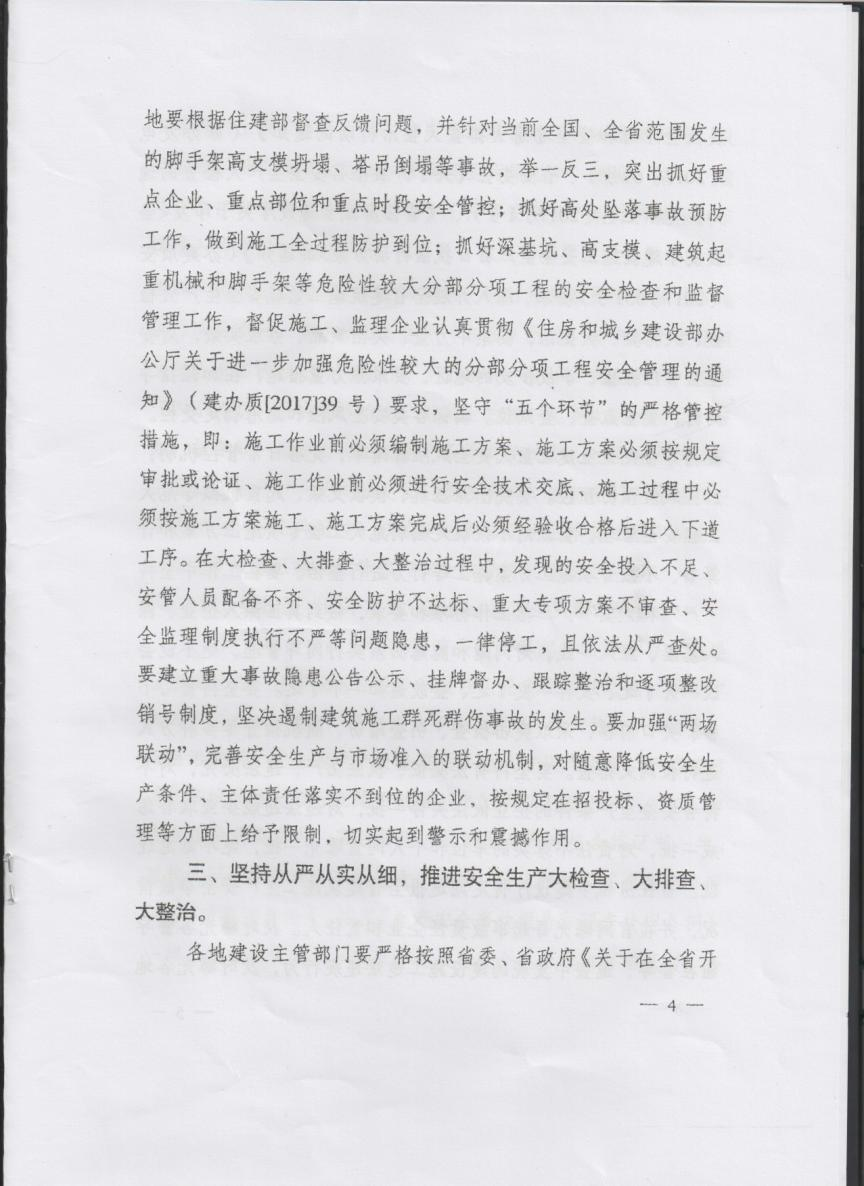 地要根据住建部督查反馈问题，并针对当前全国、全省范围发生
的脚手架高支模坍塌、塔吊倒塌等事故，举一反三，突出抓好重
点企业、重点部位和重点时段安全管控；抓好高处坠落事故预防
工作，做到施工全过程防护到位；抓好深基坑、高支模、建筑起
重机械和脚手架等危险性较大分部分项工程的安全检查和监督
管理工作，督促施工、监理企业认真贯彻《住房和城乡建设部办
公厅关于进一步加强危险性较大的分部分项工程安全管理的通
知》（建办质[2017]39 号）要求，坚守“五个环节”的严格管控
措施，即：施工作业前必须编制施工方案、施工方案必须按规定
审批或论证、施工作业前必须进行安全技术交底、施工过程中必
须按施工方案施工、施工方案完成后必须经验收合格后进入下道
工序。在大检查、大排查、大整治过程中，发现的安全投入不足、
安管人员配备不齐、安全防护不达标、重大专项方案不审查、安
全监理制度执行不严等问题隐患，一律停工，且依法从严查处。
要建立重大事故隐患公告公示、挂牌督办、跟踪整治和逐项整改
销号制度，坚决遏制建筑施工群死群伤事故的发生。要加强“两场
联动”，完善安全生产与市场准入的联动机制，对随意降低安全生
产条件、主体责任落实不到位的企业，按规定在招投标、资质管
理等方面上给予限制，切实起到警示和震撼作用。
三、坚持从严从实从细，推进安全生产大检查、大排查、
大整治。
各地建设主管部门要严格按照省委、省政府《关于在全省开
— 4 —